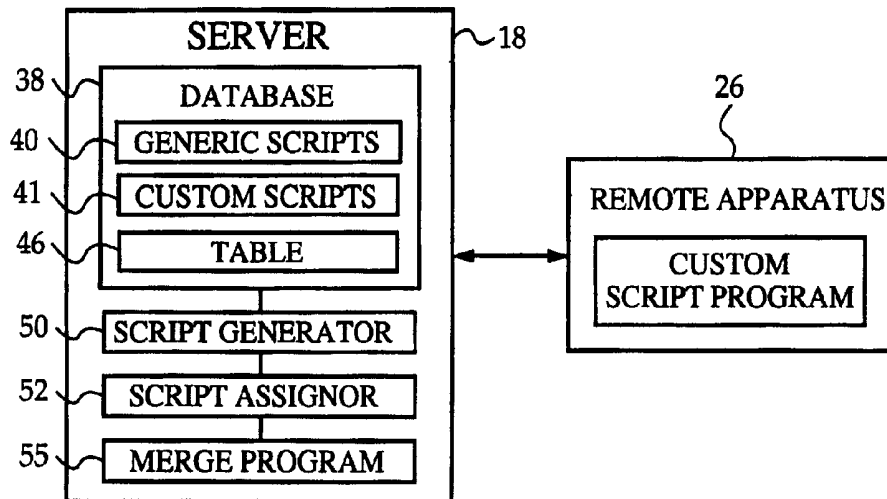 SERVER
18
38
DATABASE
40
GENERIC SCRIPTS
41
CUSTOM SCRIPTS
46
TABLE
50
SCRIPT GENERATOR
52
SCRIPT ASSIGNOR
55
MERGE PROGRAM
26
REMOTE APPARATUS
CUSTOM
SCRIPT PROGRAM